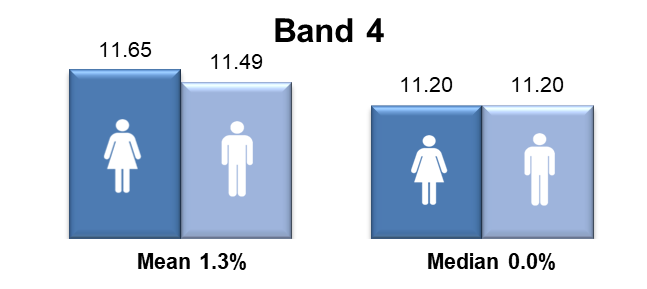 Band 4
11.65
11.49
11.20 11.20
Mean 1.3%
Median 0.0%